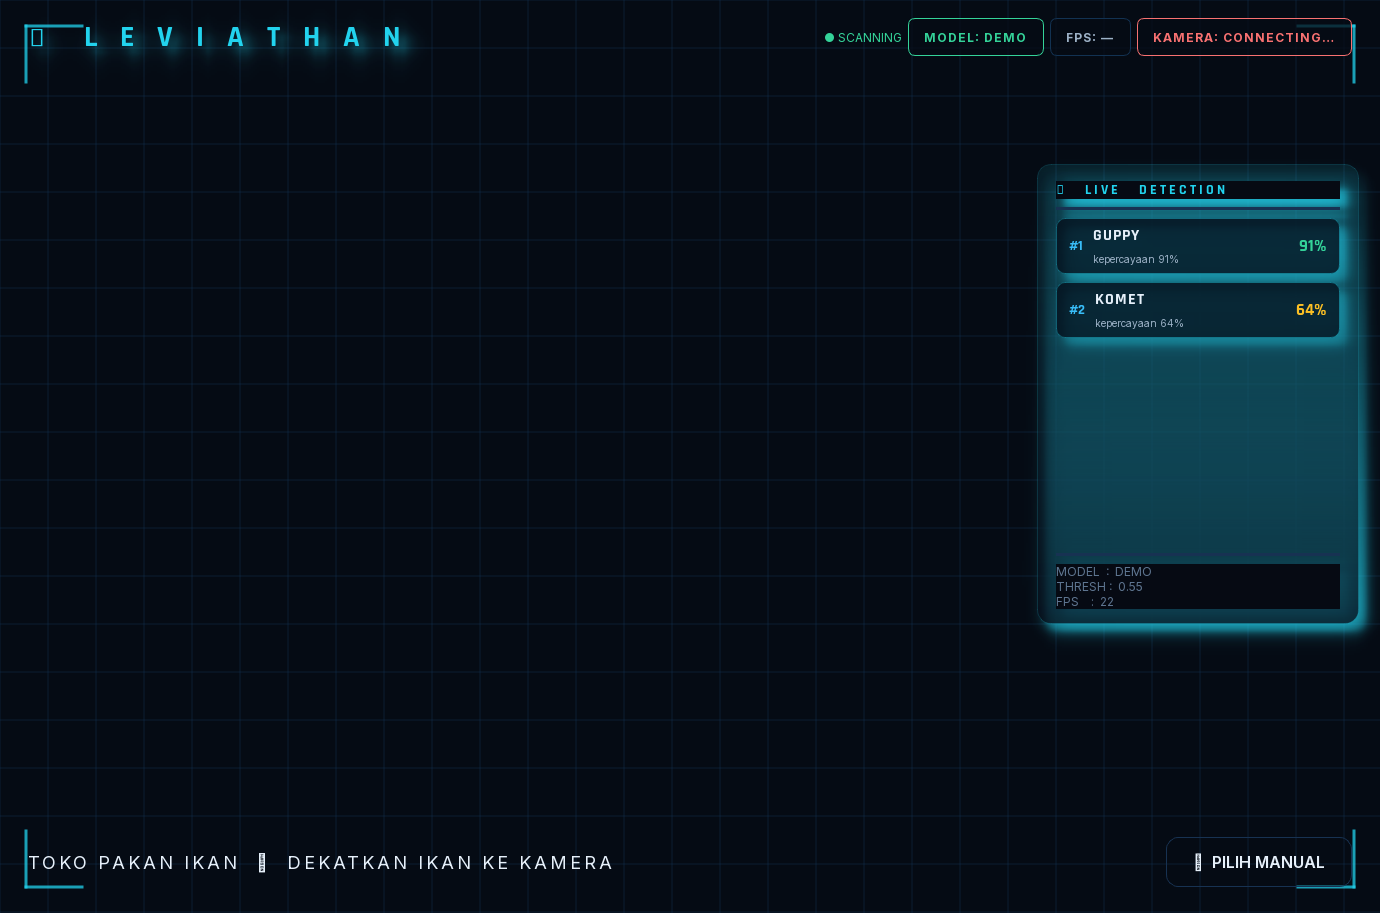 LEVIATHAN
SCANNING
MODEL: DEMO
FPS: —
KAMERA: CONNECTING...
LIVE DETECTION
#1 GUPPY 91%
kepercayaan 91%
#2 KOMET 64%
kepercayaan 64%
MODEL : DEMO
THRESH : 0.55
FPS : 22
TOKO PAKAN IKAN DEKATKAN IKAN KE KAMERA
PILIH MANUAL